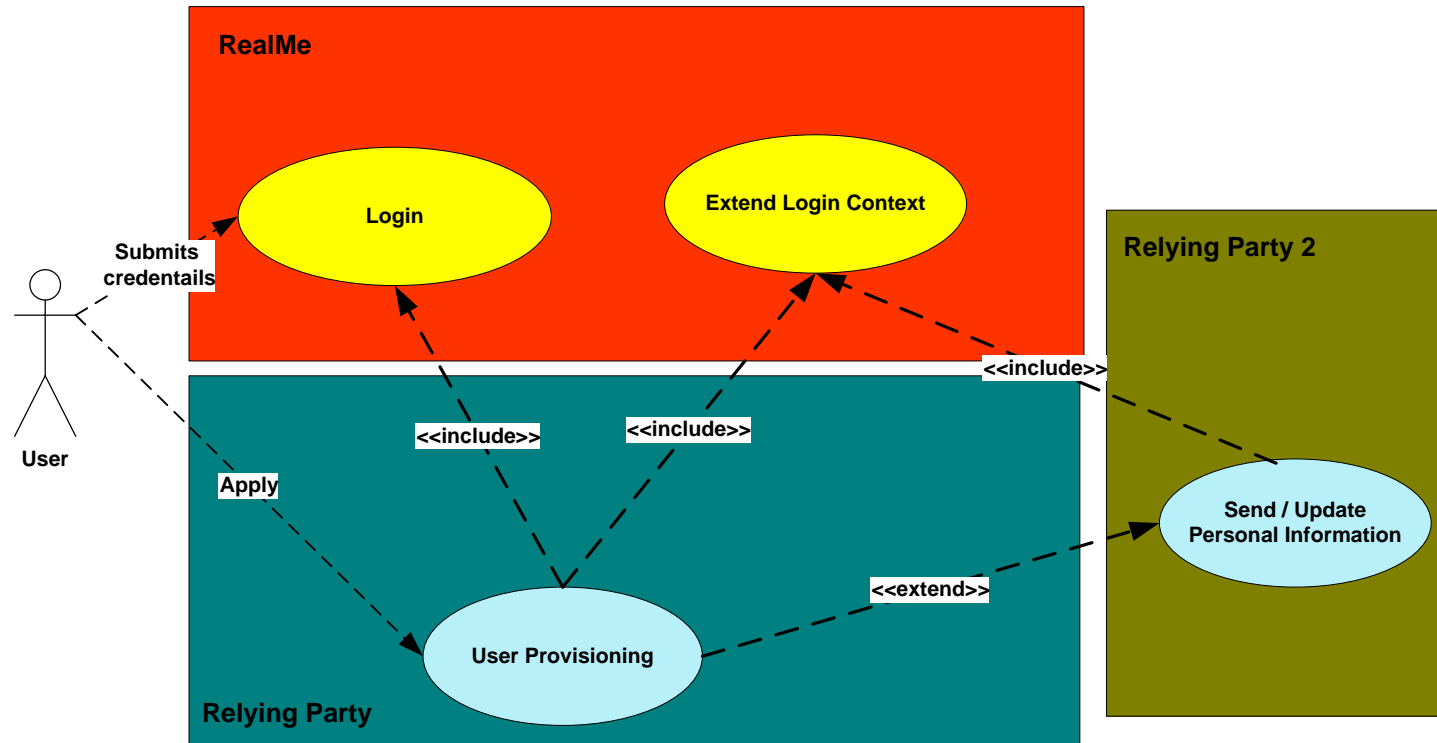 RealMe
Login
Extend Login Context
Submits
credentails
Relying Party 2
User
<<include>>
<<include>>
<<include>>
Apply
Send / Update
Personal Information
<<extend>>
User Provisioning
Relying Party